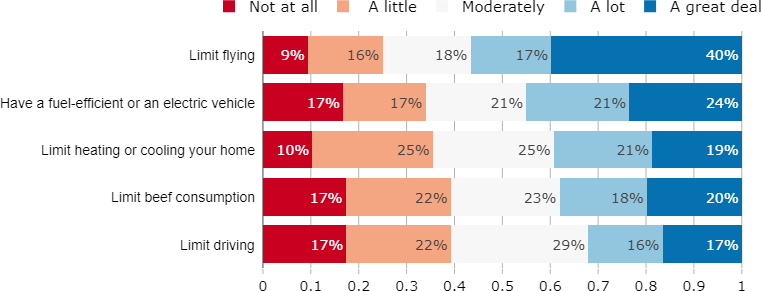 Not at all A little Moderately A lot A great deal
Limit flying 9% 16% 18% 17% 40%
Have a fuel-efficient or an electric vehicle 17% 17% 21% 21% 24%
Limit heating or cooling your home 10% 25% 25% 21% 19%
Limit beef consumption 17% 22% 23% 18% 20%
Limit driving 17% 22% 29% 16% 17%
0 0.1 0.2 0.3 0.4 0.5 0.6 0.7 0.8 0.9 1